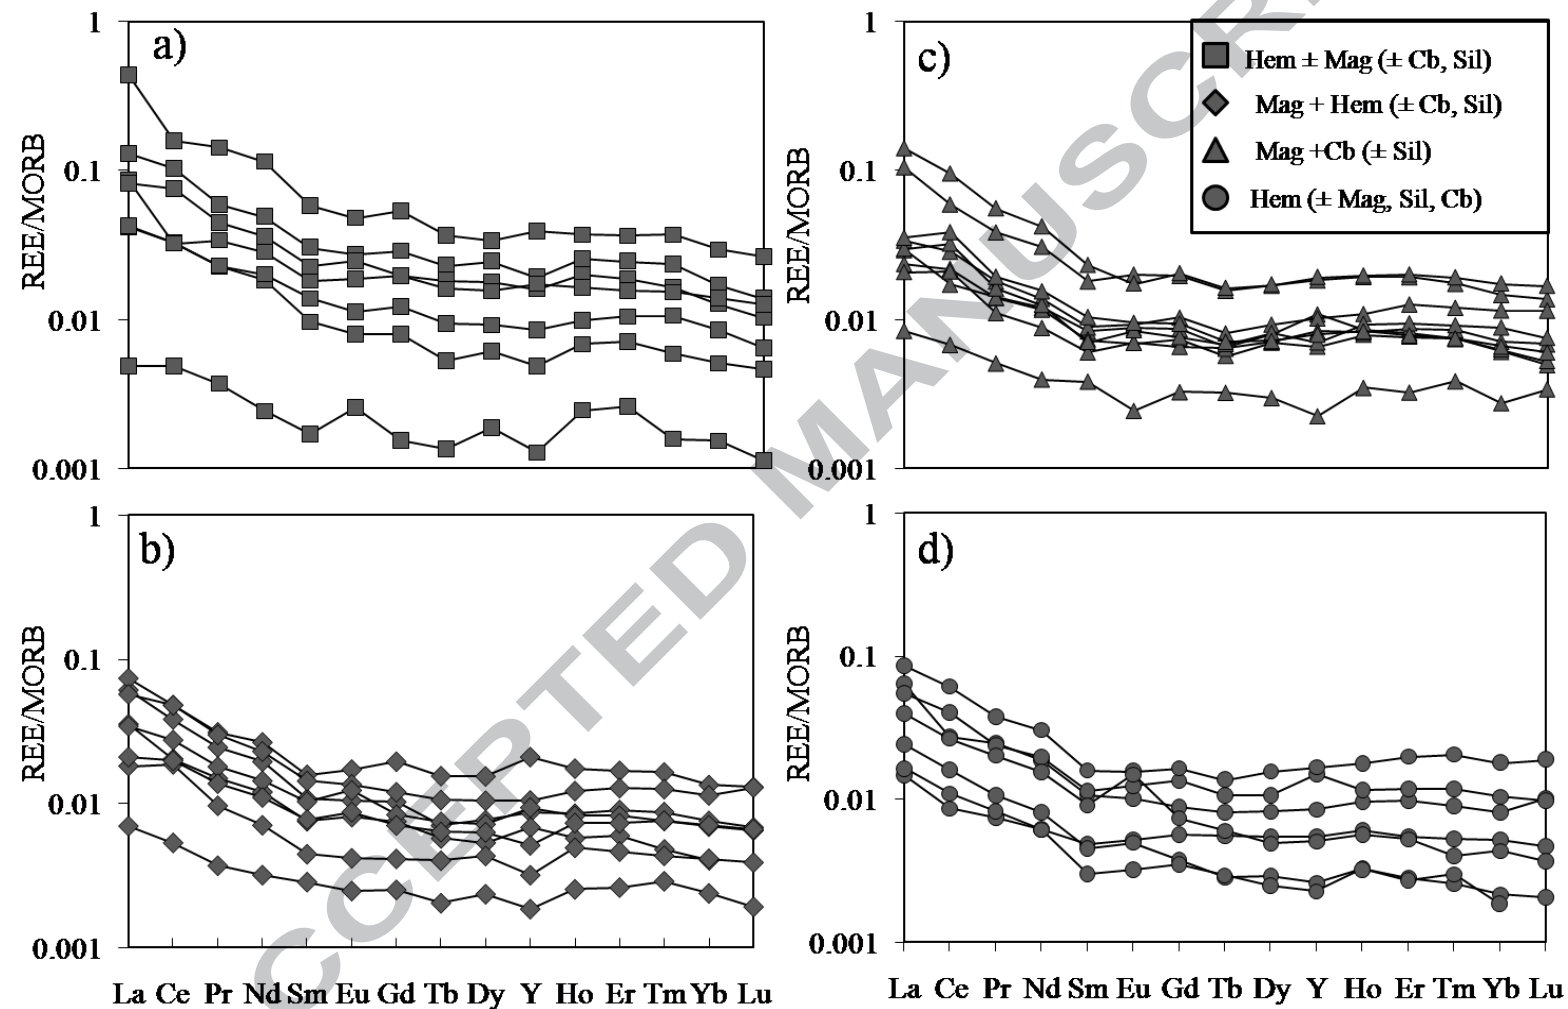 a)
1
0.1
0.01
0.001
REE/MORB
c)
1
0.1
0.01
0.001
REE/MORB
Hem ± Mag (± Cb, Sil)
Mag + Hem (± Cb, Sil)
Mag +Cb (± Sil)
Hem (± Mag, Sil, Cb)
b)
1
0.1
0.01
0.001
REE/MORB
La Ce Pr Nd Sm Eu Gd Tb Dy Y Ho Er Tm Yb Lu
d)
1
0.1
0.01
0.001
REE/MORB
La Ce Pr Nd Sm Eu Gd Tb Dy Y Ho Er Tm Yb Lu
CCEPTED MANUSCR